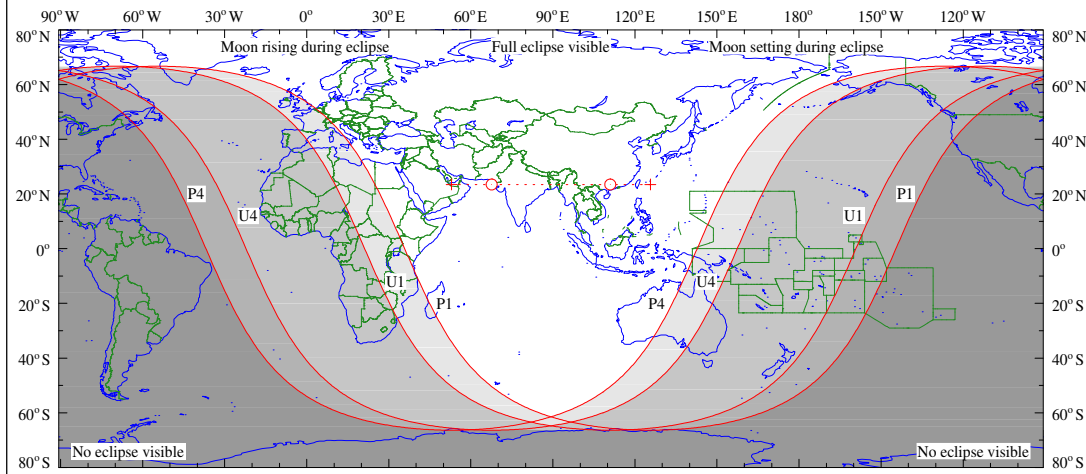 90°W 60°W 30°W 0° 30°E 60°E 90°E 120°E 150°E 180° 150°W 120°W
80°N Moon rising during eclipse Full eclipse visible Moon setting during eclipse 80°N
60°N 60°N
40°N 40°N
20°N P4 U4 U1 P1 20°N
0° 0°
20°S U1 P1 P4 U4 20°S
40°S 40°S
60°S 60°S
No eclipse visible No eclipse visible
80°S 80°S